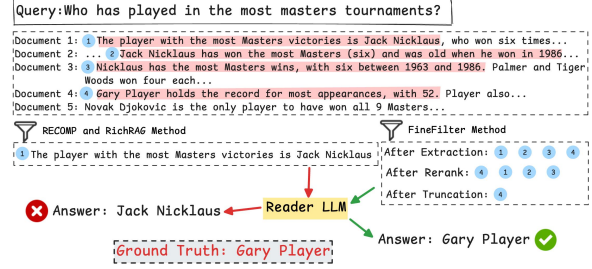 Query:Who has played in the most masters tournaments?
Document 1: 1 The player with the most Masters victories is Jack Nicklaus, who won six times...
Document 2: ... 2 Jack Nicklaus has won the most Masters (six) and was old when he won in 1986...
Document 3: 3 Nicklaus has the most Masters wins, with six between 1963 and 1986. Palmer and Tiger
Woods won four each...
Document 4: 4 Gary Player holds the record for most appearances, with 52. Player also...
Document 5: Novak Djokovic is the only player to have won all 9 Masters...
RECOMP and RichRAG Method
1 The player with the most Masters victories is Jack Nicklaus
FineFilter Method
After Extraction: 1 2 3 4
After Rerank: 4 1 2 3
After Truncation: 4
Reader LLM
Answer: Jack Nicklaus
Answer: Gary Player
Ground Truth: Gary Player